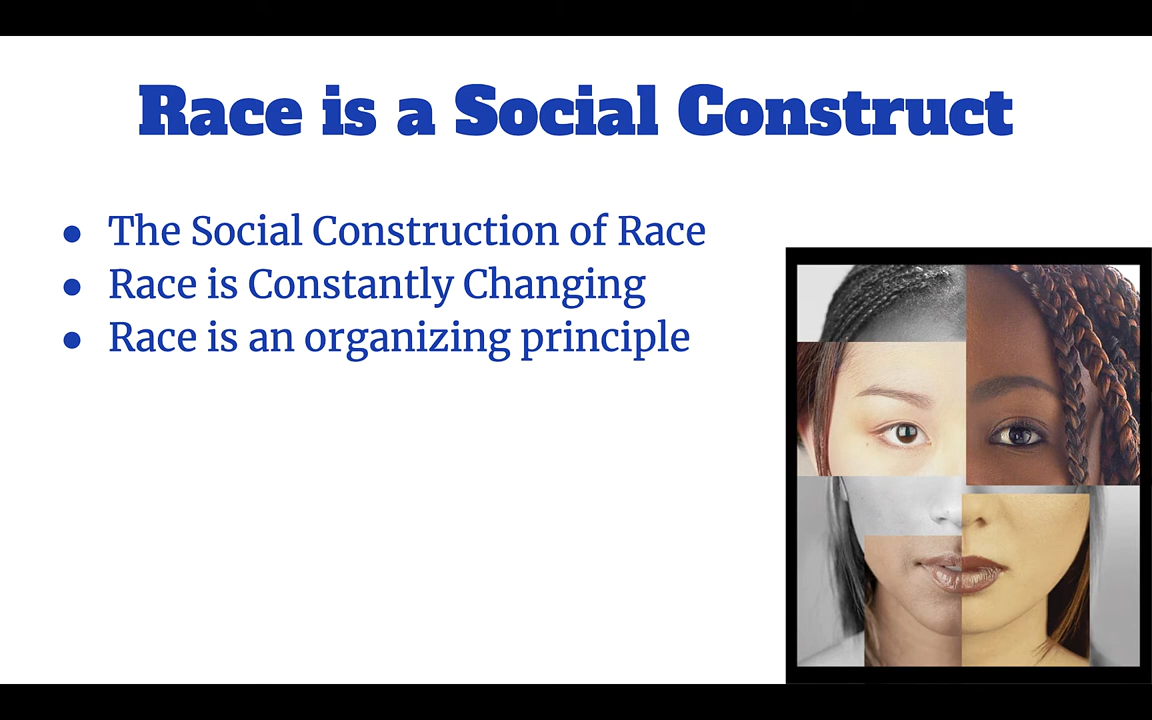 Race is a Social Construct
● The Social Construction of Race
● Race is Constantly Changing
● Race is an organizing principle